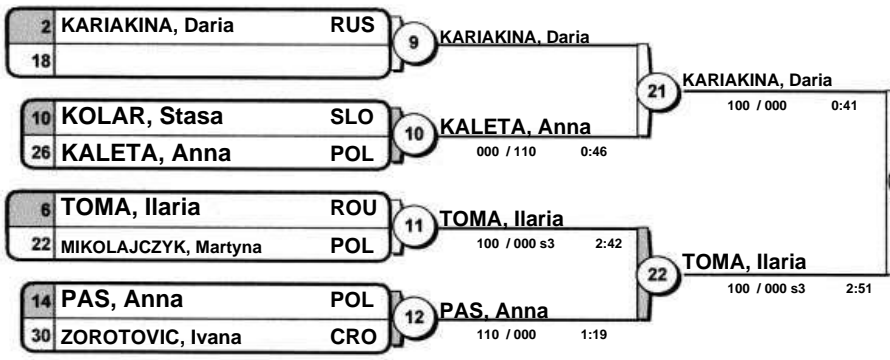 2 KARIAKINA, Daria RUS
18
9 KARIAKINA, Daria
10 KOLAR, Stasa SLO
26 KALETA, Anna POL
10 KALETA, Anna
000 / 110 0:46
21 KARIAKINA, Daria
100 / 000 0:41
6 TOMA, Ilaria ROU
22 MIKOLAJCZYK, Martyna POL
11 TOMA, Ilaria
100 / 000 s3 2:42
14 PAS, Anna POL
30 ZOROTOVIC, Ivana CRO
12 PAS, Anna
110 / 000 1:19
22 TOMA, Ilaria
100 / 000 s3 2:51